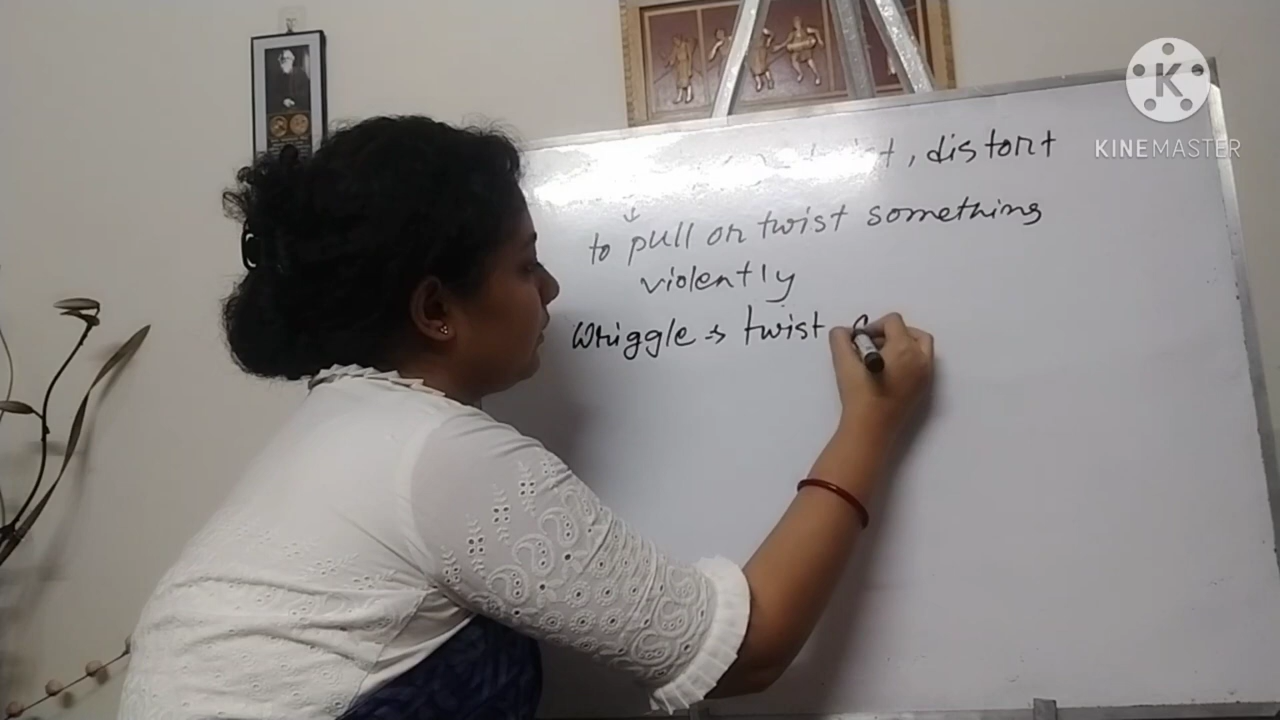 , distort
to pull or twist something
violently
Wriggle → twist
KINEMASTER